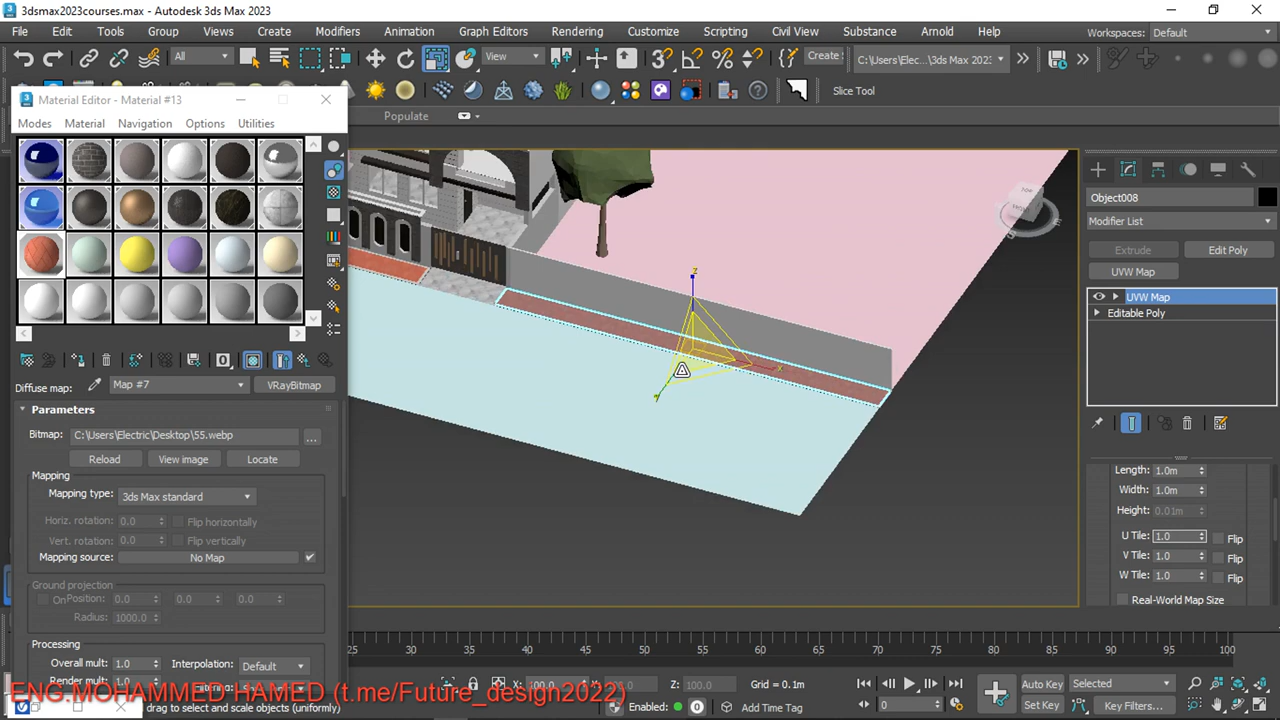 3dsmax2023courses.max - Autodesk 3ds Max 2023
File Edit Tools Group Views Create Modifiers Animation Graph Editors Rendering Customize Scripting Civil View Substance Arnold Help Workspaces: Default
All View Create C:\Users\Elec...\3ds Max 2023
Slice Tool
Material Editor - Material #13
Populate
Modes Material Navigation Options Utilities
Object008
Modifier List
Extrude Edit Poly
UVW Map
UVW Map
Editable Poly
Diffuse map: Map #7 VRayBitmap
Parameters
Bitmap: C:\Users\Electric\Desktop\55.webp ...
Reload View image Locate
Mapping
Mapping type: 3ds Max standard
Horiz. rotation: 0.0 Flip horizontally
Vert. rotation: 0.0 Flip vertically
Mapping source: No Map
Ground projection
On Position: 0.0 0.0 0.0
Radius: 1000.0
Processing
Overall mult: 1.0 Interpolation: Default
Render mult: 1.0
Length: 1.0m
Width: 1.0m
Height: 0.01m
U Tile: 1.0 Flip
V Tile: 1.0 Flip
W Tile: 1.0 Flip
Real-World Map Size
25 30 35 40 45 50 55 60 65 70 75 80 85 90 95 100
Z: 100.0 Grid = 0.1m
Auto Key Selected
ENG.MOHAMMED HAMED (t.me/Future_design2022)
drag to select and scale objects (uniformly)
Enabled: 0 Add Time Tag
0 Set Key Key Filters...